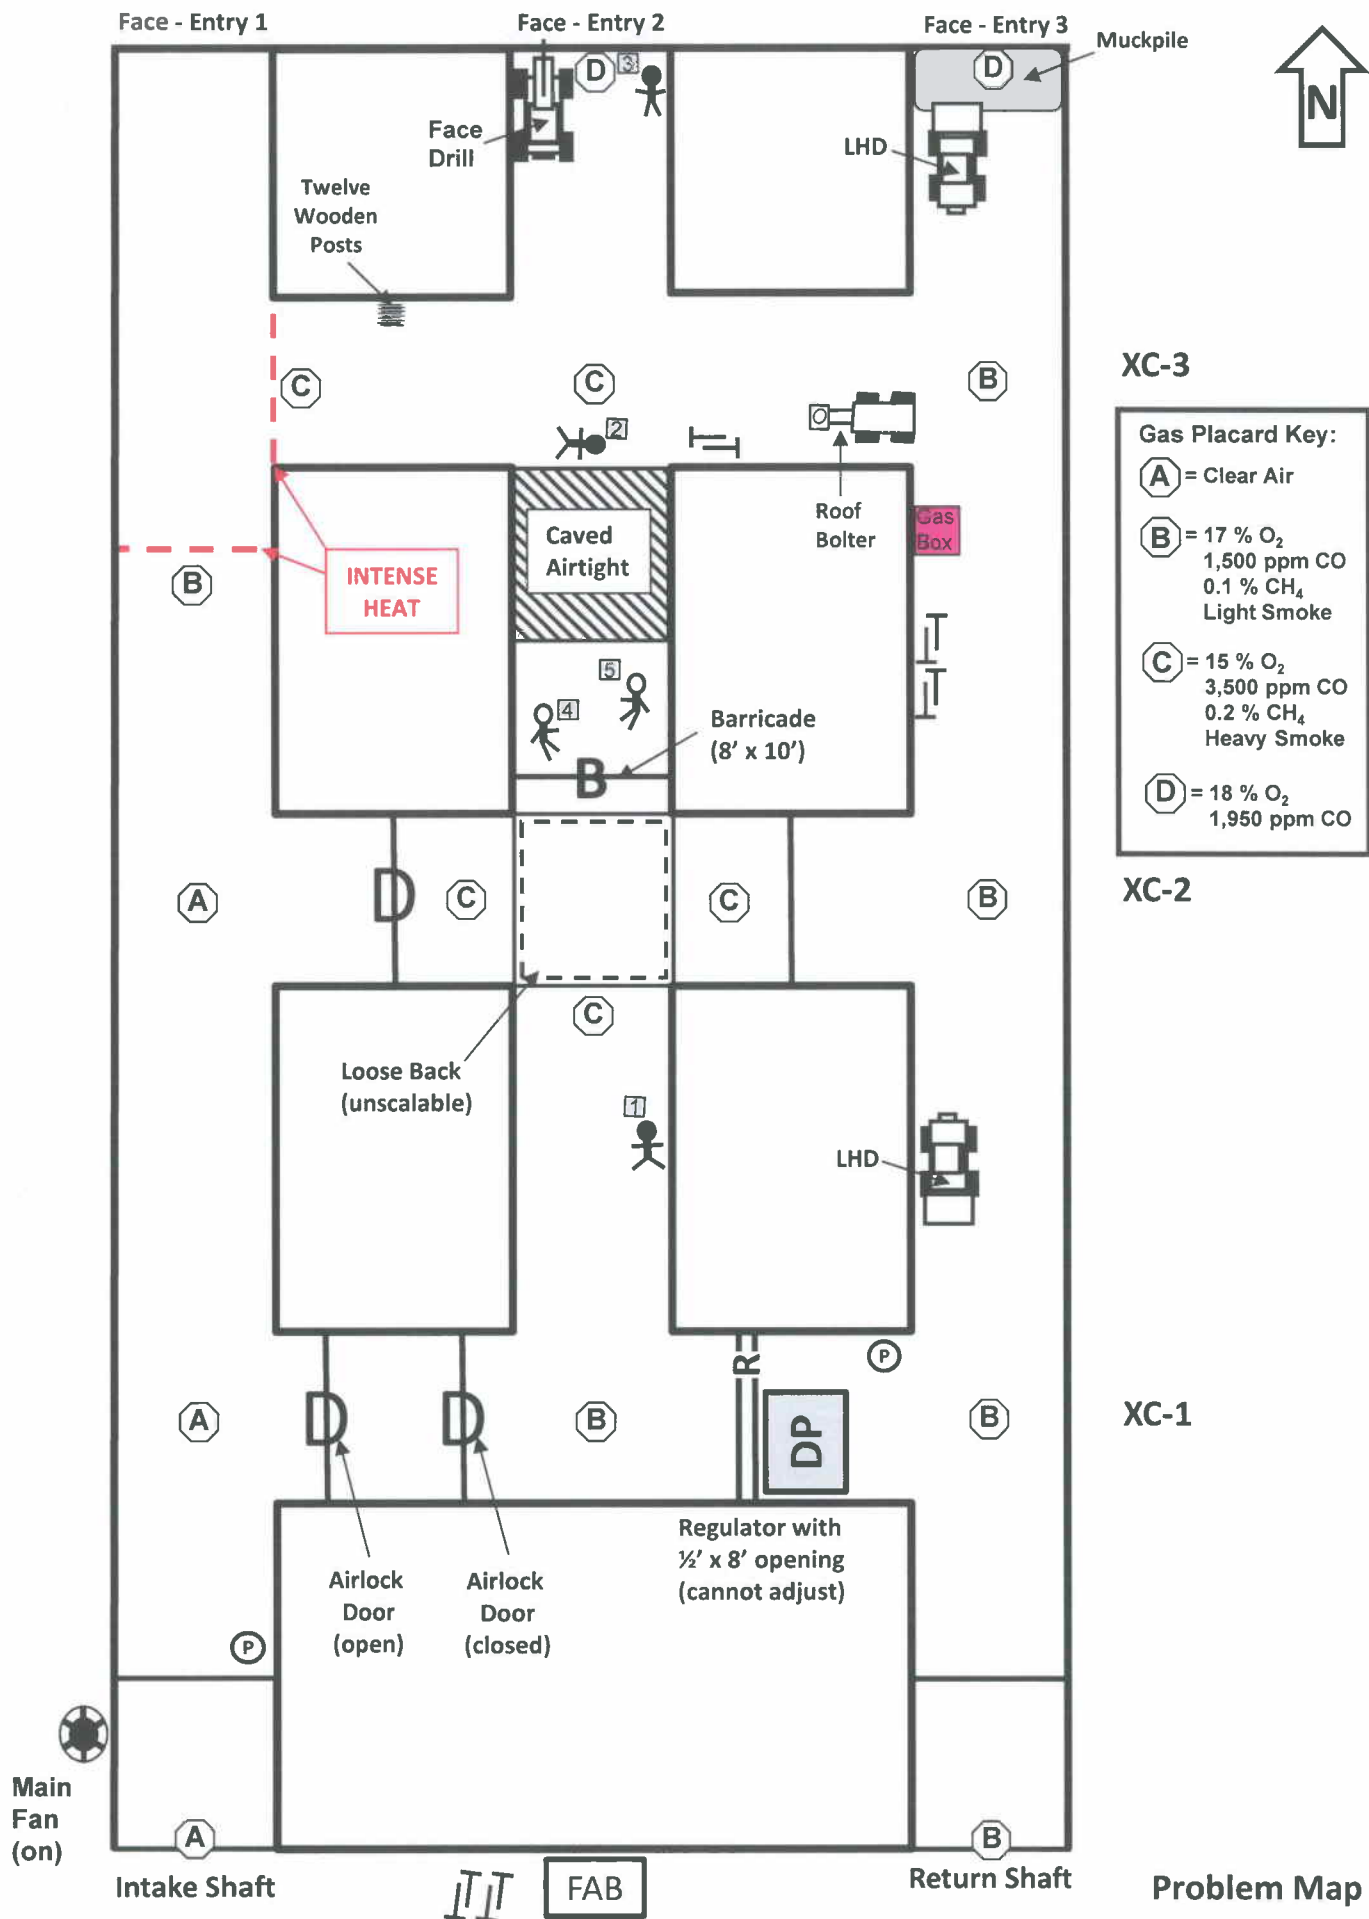 Face - Entry 1
Face - Entry 2
Face - Entry 3
Muckpile
N
D
3
D
Face
Drill
LHD
Twelve
Wooden
Posts
XC-3
C
C
B
2
O
Roof
Bolter
Gas
Box
Caved
Airtight
INTENSE
HEAT
B
5
4
Barricade
(8' x 10')
B
Gas Placard Key:
A = Clear Air
B = 17 % O₂
1,500 ppm CO
0.1 % CH₄
Light Smoke
C = 15 % O₂
3,500 ppm CO
0.2 % CH₄
Heavy Smoke
D = 18 % O₂
1,950 ppm CO
XC-2
A
D
C
C
B
C
Loose Back
(unscalable)
1
LHD
P
R
XC-1
A
D
D
B
DP
B
Regulator with
½' x 8' opening
(cannot adjust)
Airlock
Door
(open)
Airlock
Door
(closed)
P
Main
Fan
(on)
A
B
Intake Shaft
FAB
Return Shaft
Problem Map